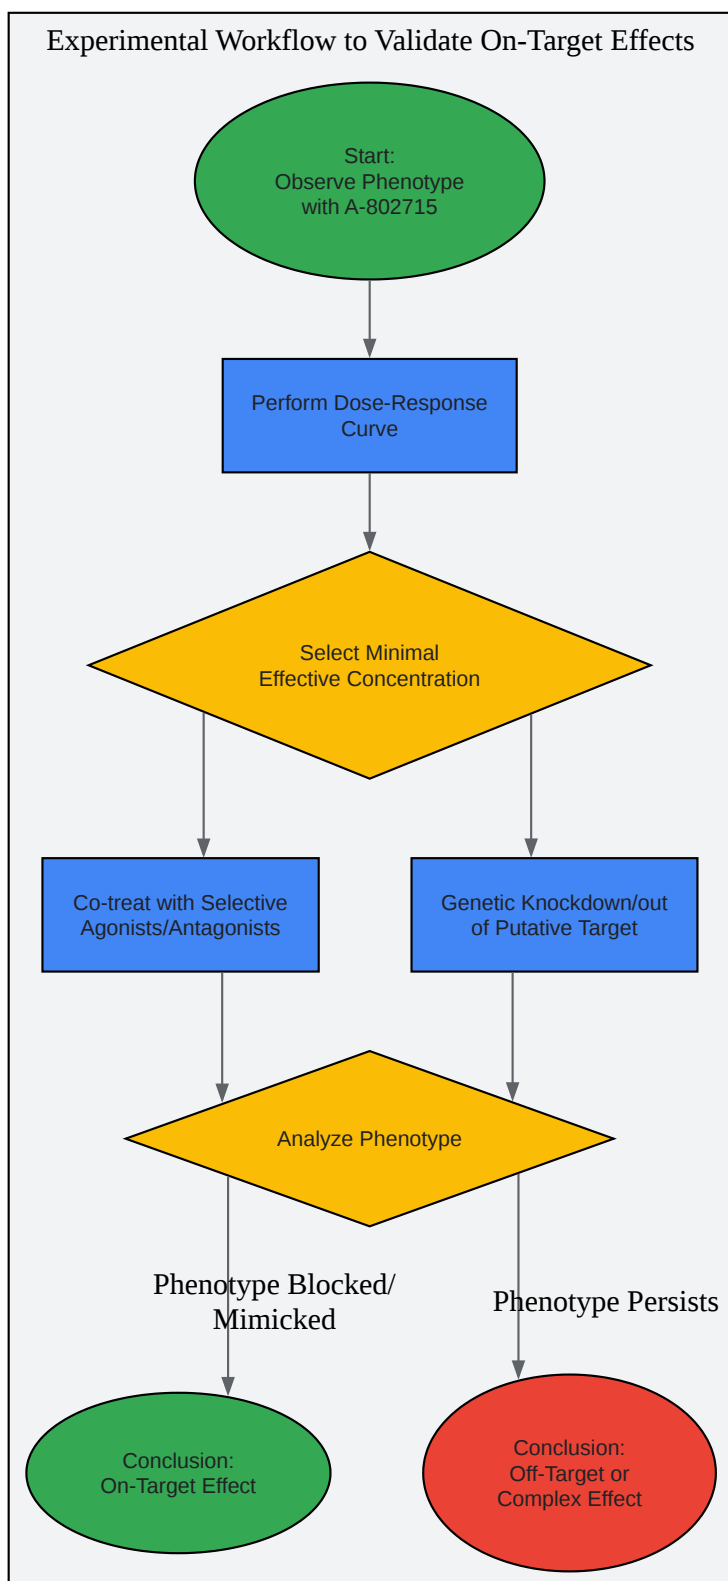 Experimental Workflow to Validate On-Target Effects
Start:
Observe Phenotype
with A-802715
Perform Dose-Response
Curve
Select Minimal
Effective Concentration
Co-treat with Selective
Agonists/Antagonists
Genetic Knockdown/out
of Putative Target
Analyze Phenotype
Phenotype Blocked/
Mimicked
Phenotype Persists
Conclusion:
On-Target Effect
Conclusion:
Off-Target or
Complex Effect